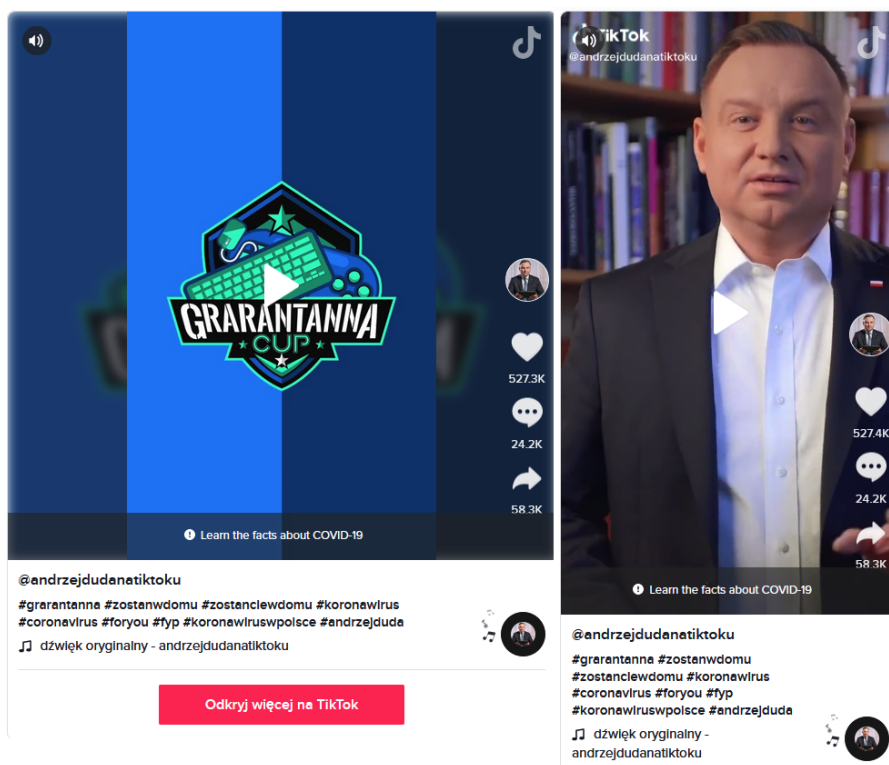 GRARANTANNA
CUP
527.3K
24.2K
58.3K
Learn the facts about COVID-19
@andrzejdudanatiktoku
#grarantanna #zostanwdomu #zostanciewdomu #koronawirus
#coronavirus #foryou #fyp #koronawiruswpolsce #andrzejduda
dźwięk oryginalny - andrzejdudanatiktoku
Odkryj więcej na TikTok
TikTok
@andrzejdudanatiktoku
527.4K
24.2K
58.3K
Learn the facts about COVID-19
@andrzejdudanatiktoku
#grarantanna #zostanwdomu
#zostanciewdomu #koronawirus
#coronavirus #foryou #fyp
#koronawiruswpolsce #andrzejduda
dźwięk oryginalny -
andrzejdudanatiktoku